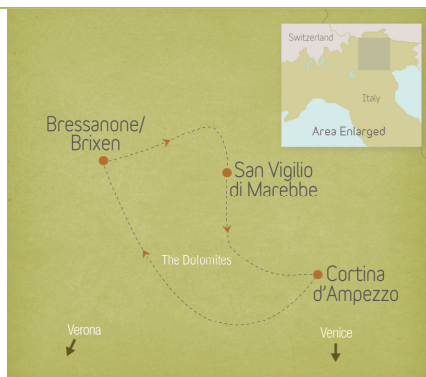 Switzerland
Italy
Area Enlarged
Bressanone/
Brixen
San Vigilio
di Marebbe
The Dolomites
Cortina
d'Ampezzo
Verona
Venice